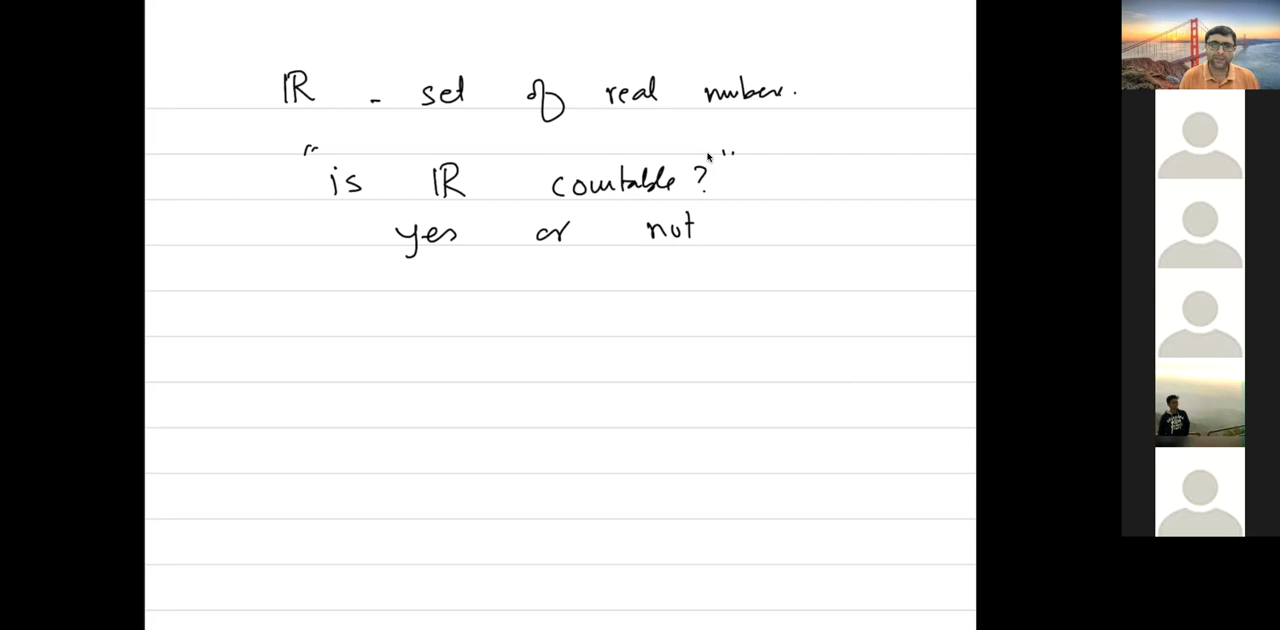 ℝ - set of real number.
"is ℝ countable?"
yes or not